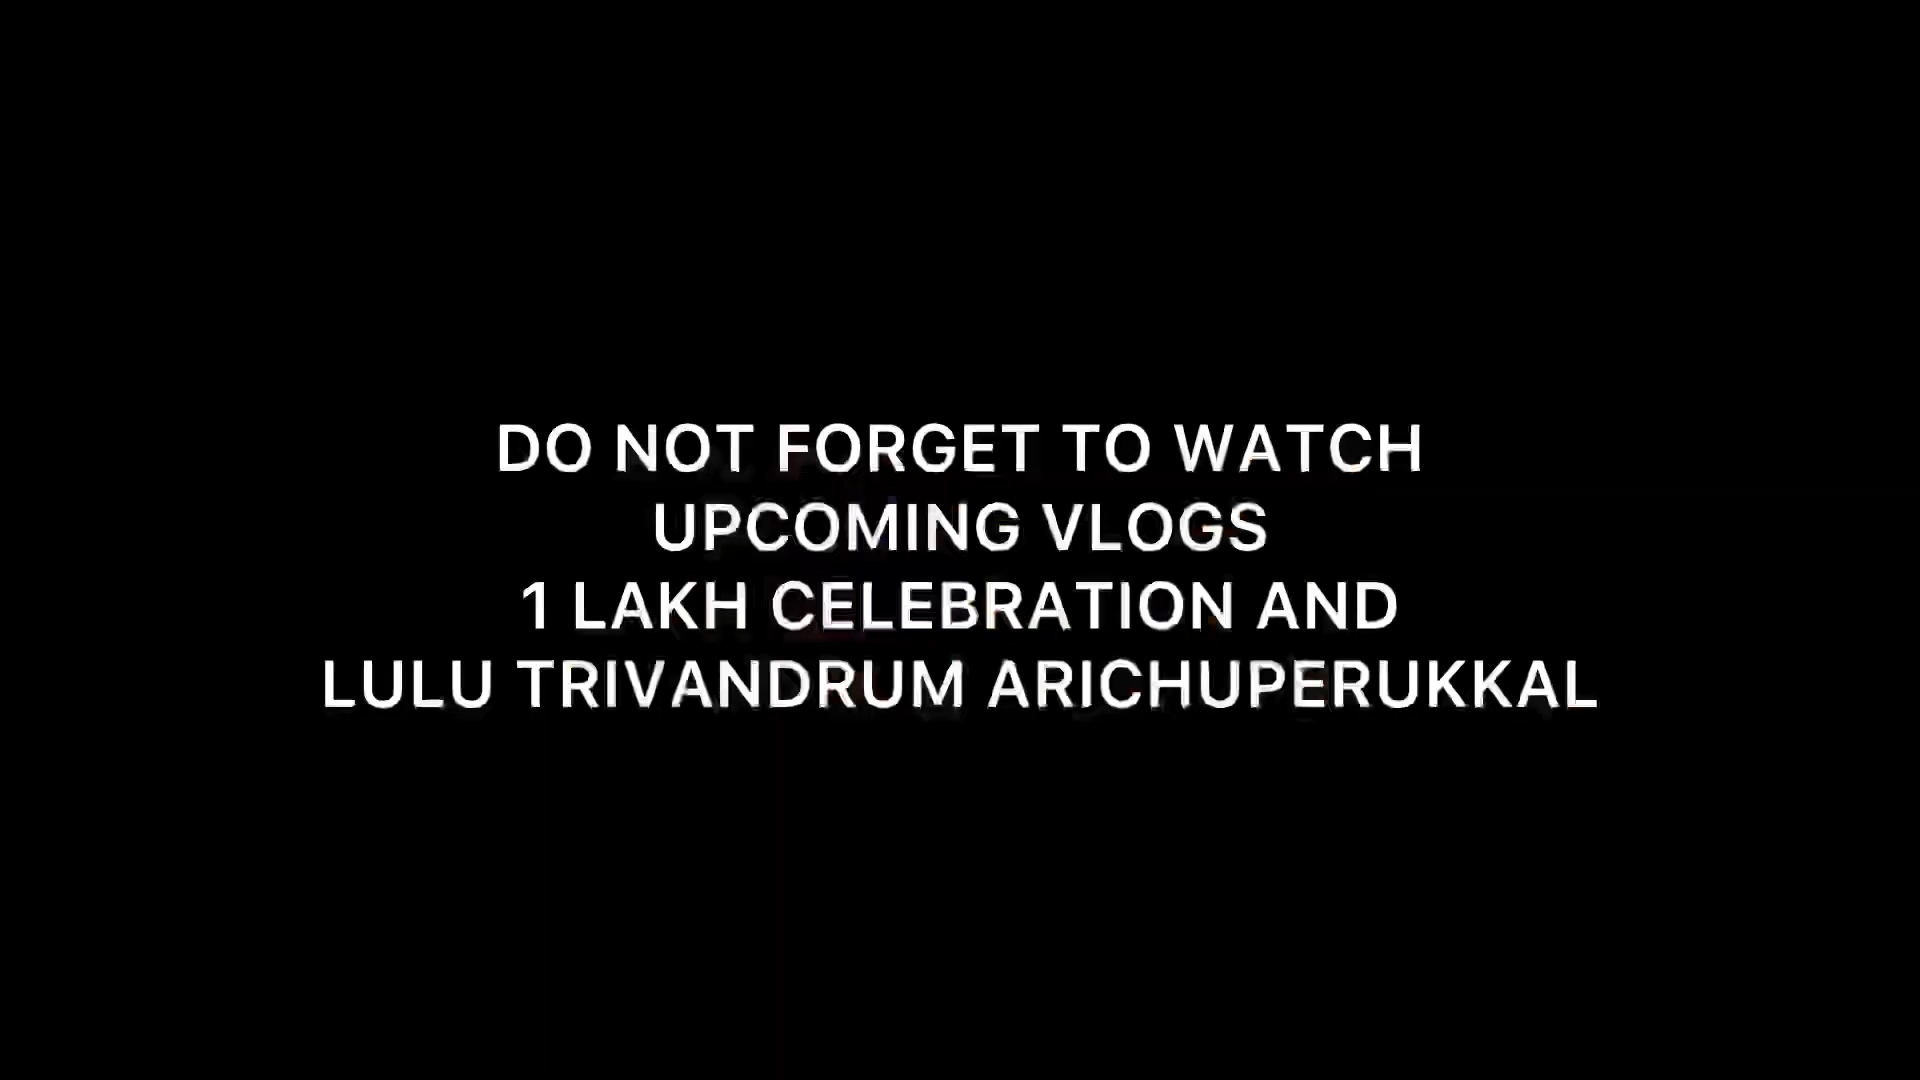 DO NOT FORGET TO WATCH
UPCOMING VLOGS
1 LAKH CELEBRATION AND
LULU TRIVANDRUM ARICHUPERUKKAL